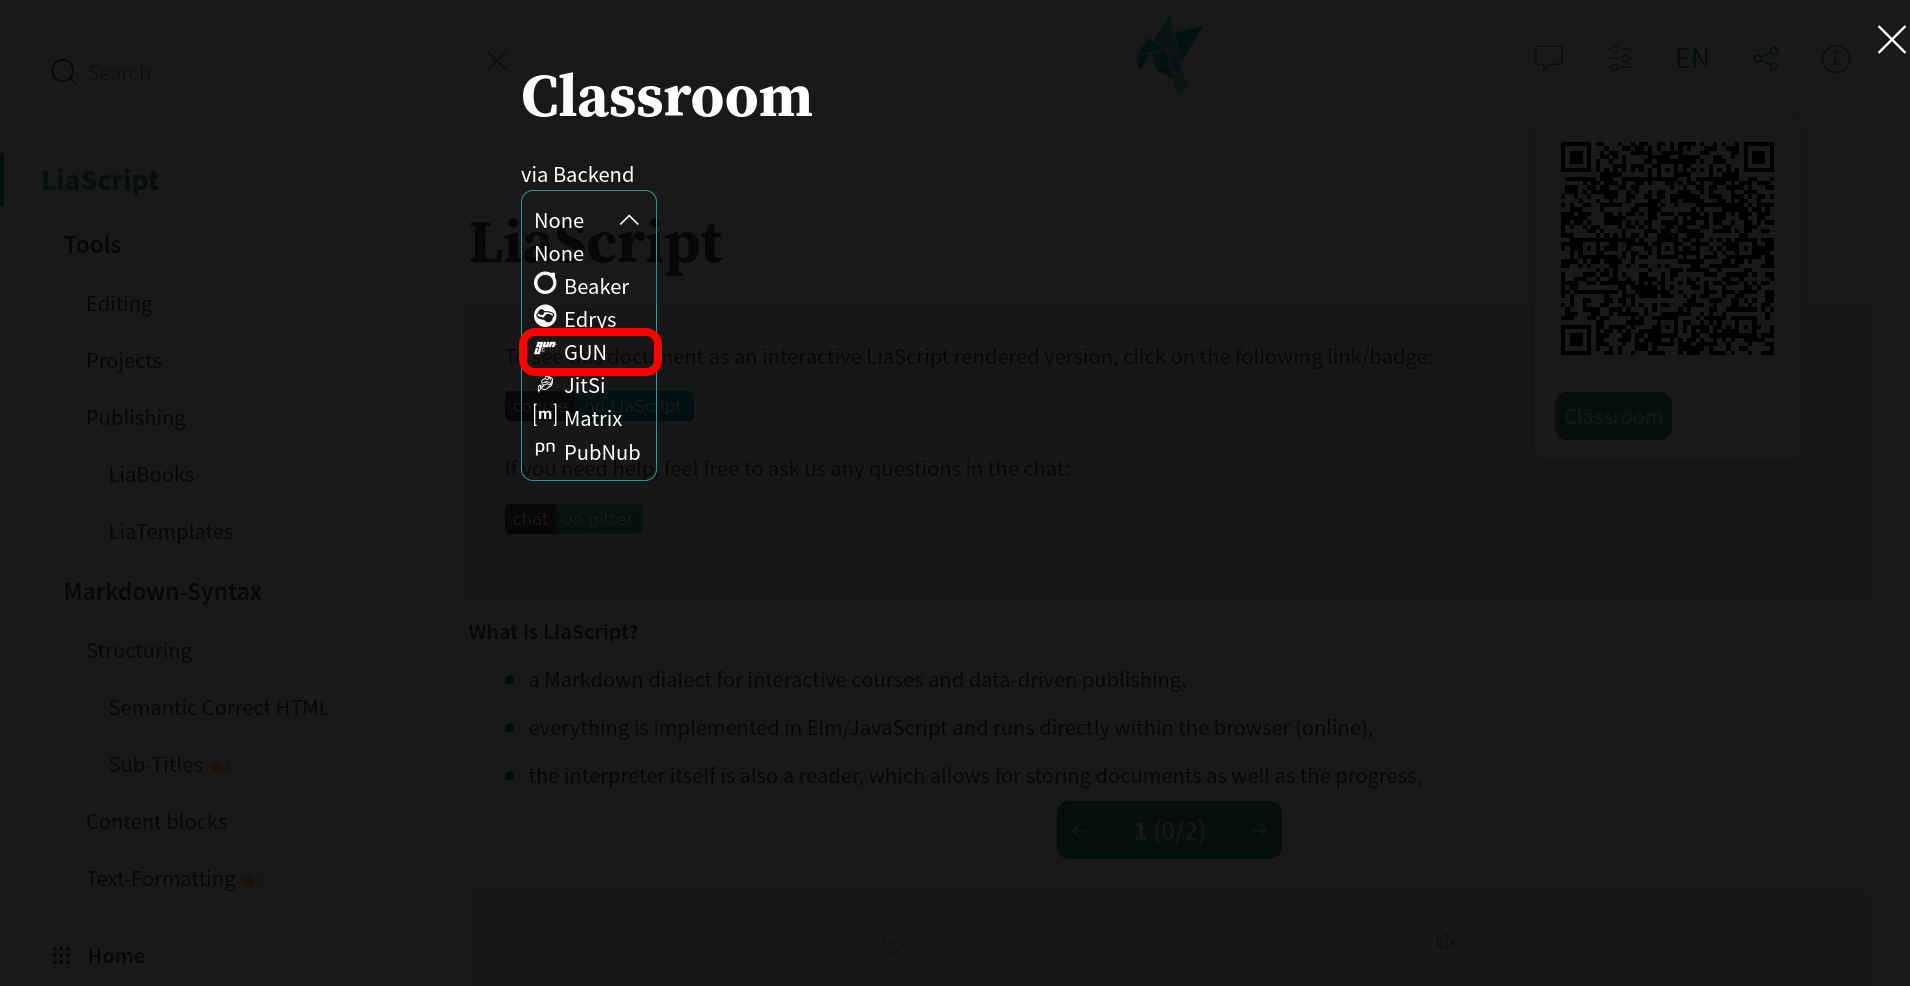 Search
EN
Classroom
LiaScript
via Backend
Tools
None
LiaScript
None
Editing
Beaker
Edrys
GUN
document as an interactive LiaScript rendered version, click on the following link/badge:
Projects
JitSi
course on LiaScript
Classroom
Publishing
[m] Matrix
pn PubNub
If you need help, feel free to ask us any questions in the chat:
LiaBooks
chat on gitter
LiaTemplates
Markdown-Syntax
What is LiaScript?
Structuring
a Markdown dialect for interactive courses and data-driven publishing,
Semantic Correct HTML
everything is implemented in Elm/JavaScript and runs directly within the browser (online),
Sub-Titles
the interpreter itself is also a reader, which allows for storing documents as well as the progress,
Content blocks
1 (0/2)
Text-Formatting
Home